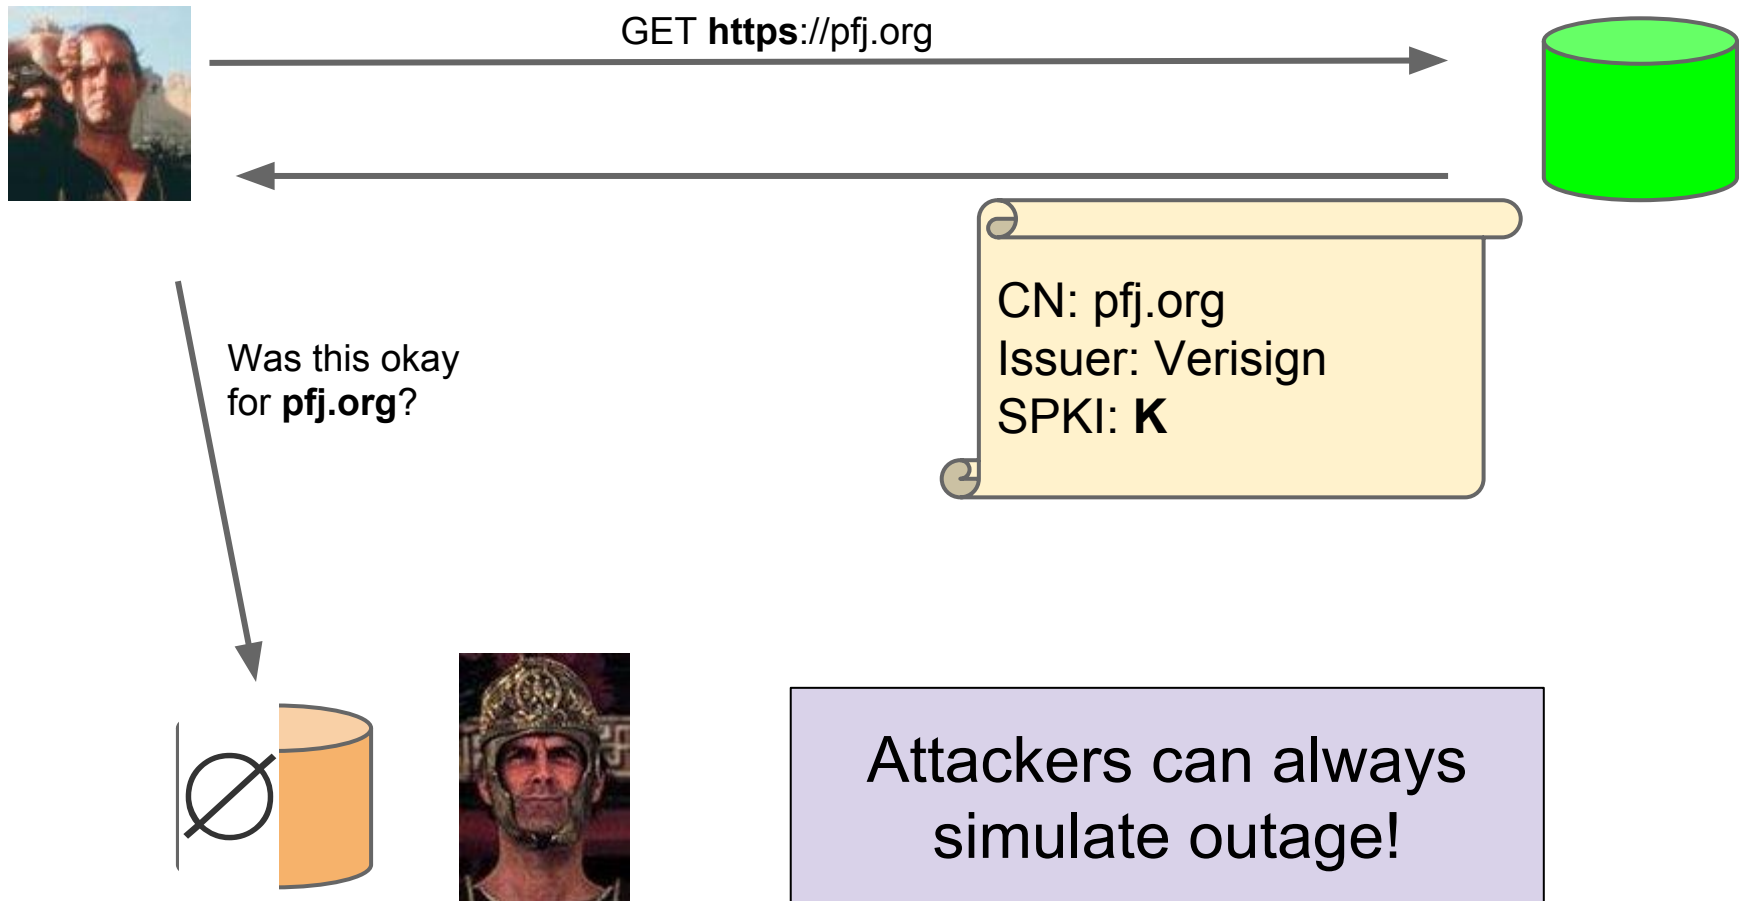 GET https://pfj.org
CN: pfj.org
Issuer: Verisign
SPKI: K
Was this okay
for pfj.org?
Attackers can always
simulate outage!